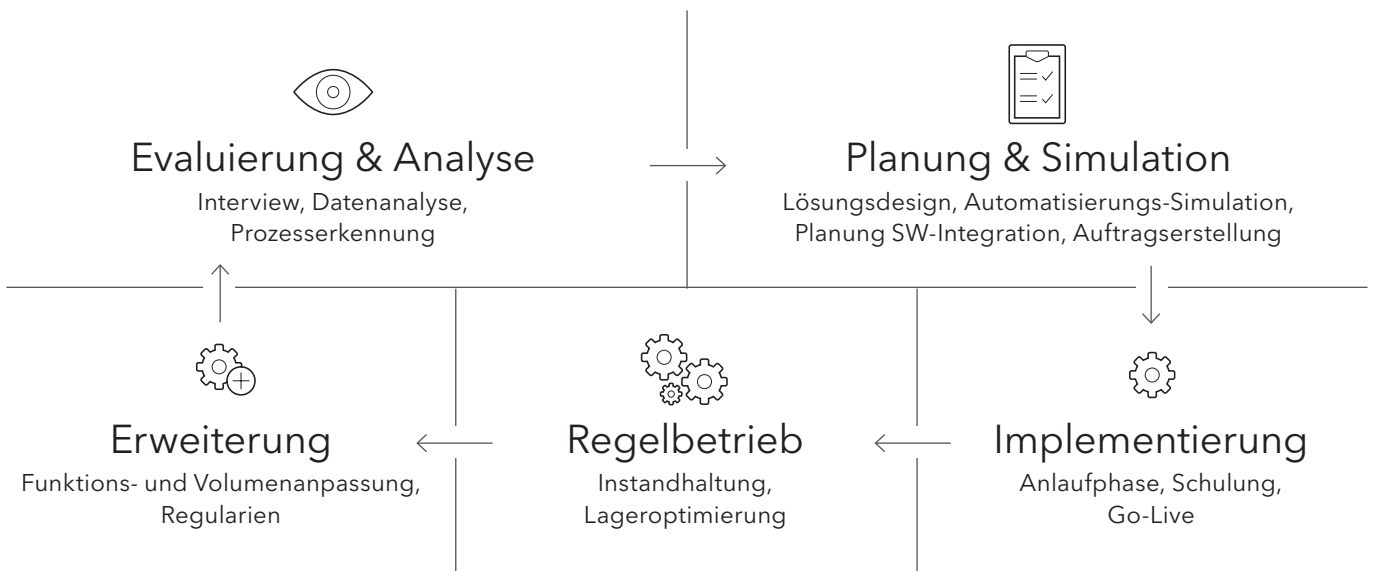 Evaluierung & Analyse
Interview, Datenanalyse,
Prozesserkennung
Planung & Simulation
Lösungsdesign, Automatisierungs-Simulation,
Planung SW-Integration, Auftragserstellung
Erweiterung
Funktions- und Volumenanpassung,
Regularien
Regelbetrieb
Instandhaltung,
Lageroptimierung
Implementierung
Anlaufphase, Schulung,
Go-Live